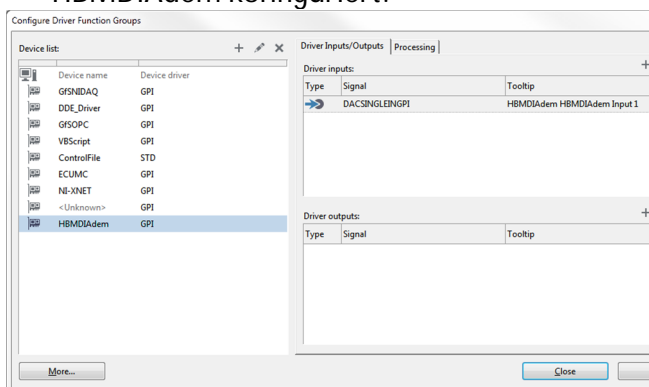 HBMDIAdem konfiguriert:
Configure Driver Function Groups
Device list:
Device name Device driver
GfSNIDAQ GPI
DDE_Driver GPI
GfSOPC GPI
VBScript GPI
ControlFile STD
ECUMC GPI
NI-XNET GPI
<Unknown> GPI
HBMDIAdem GPI
More...
Driver Inputs/Outputs Processing
Driver inputs:
Type Signal Tooltip
DACSINGLEINGPI HBMDIAdem HBMDIAdem Input 1
Driver outputs:
Type Signal Tooltip
Close